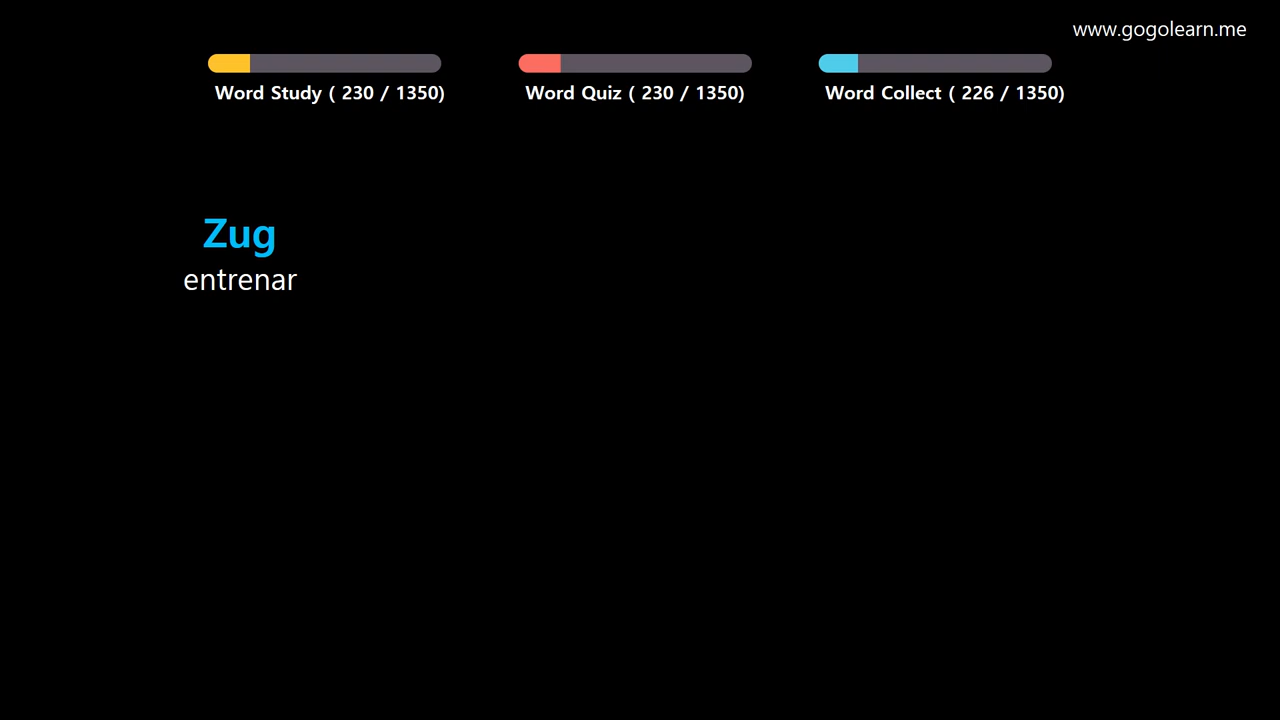 www.gogolearn.me
Word Study ( 230 / 1350)
Word Quiz ( 230 / 1350)
Word Collect ( 226 / 1350)
Zug
entrenar